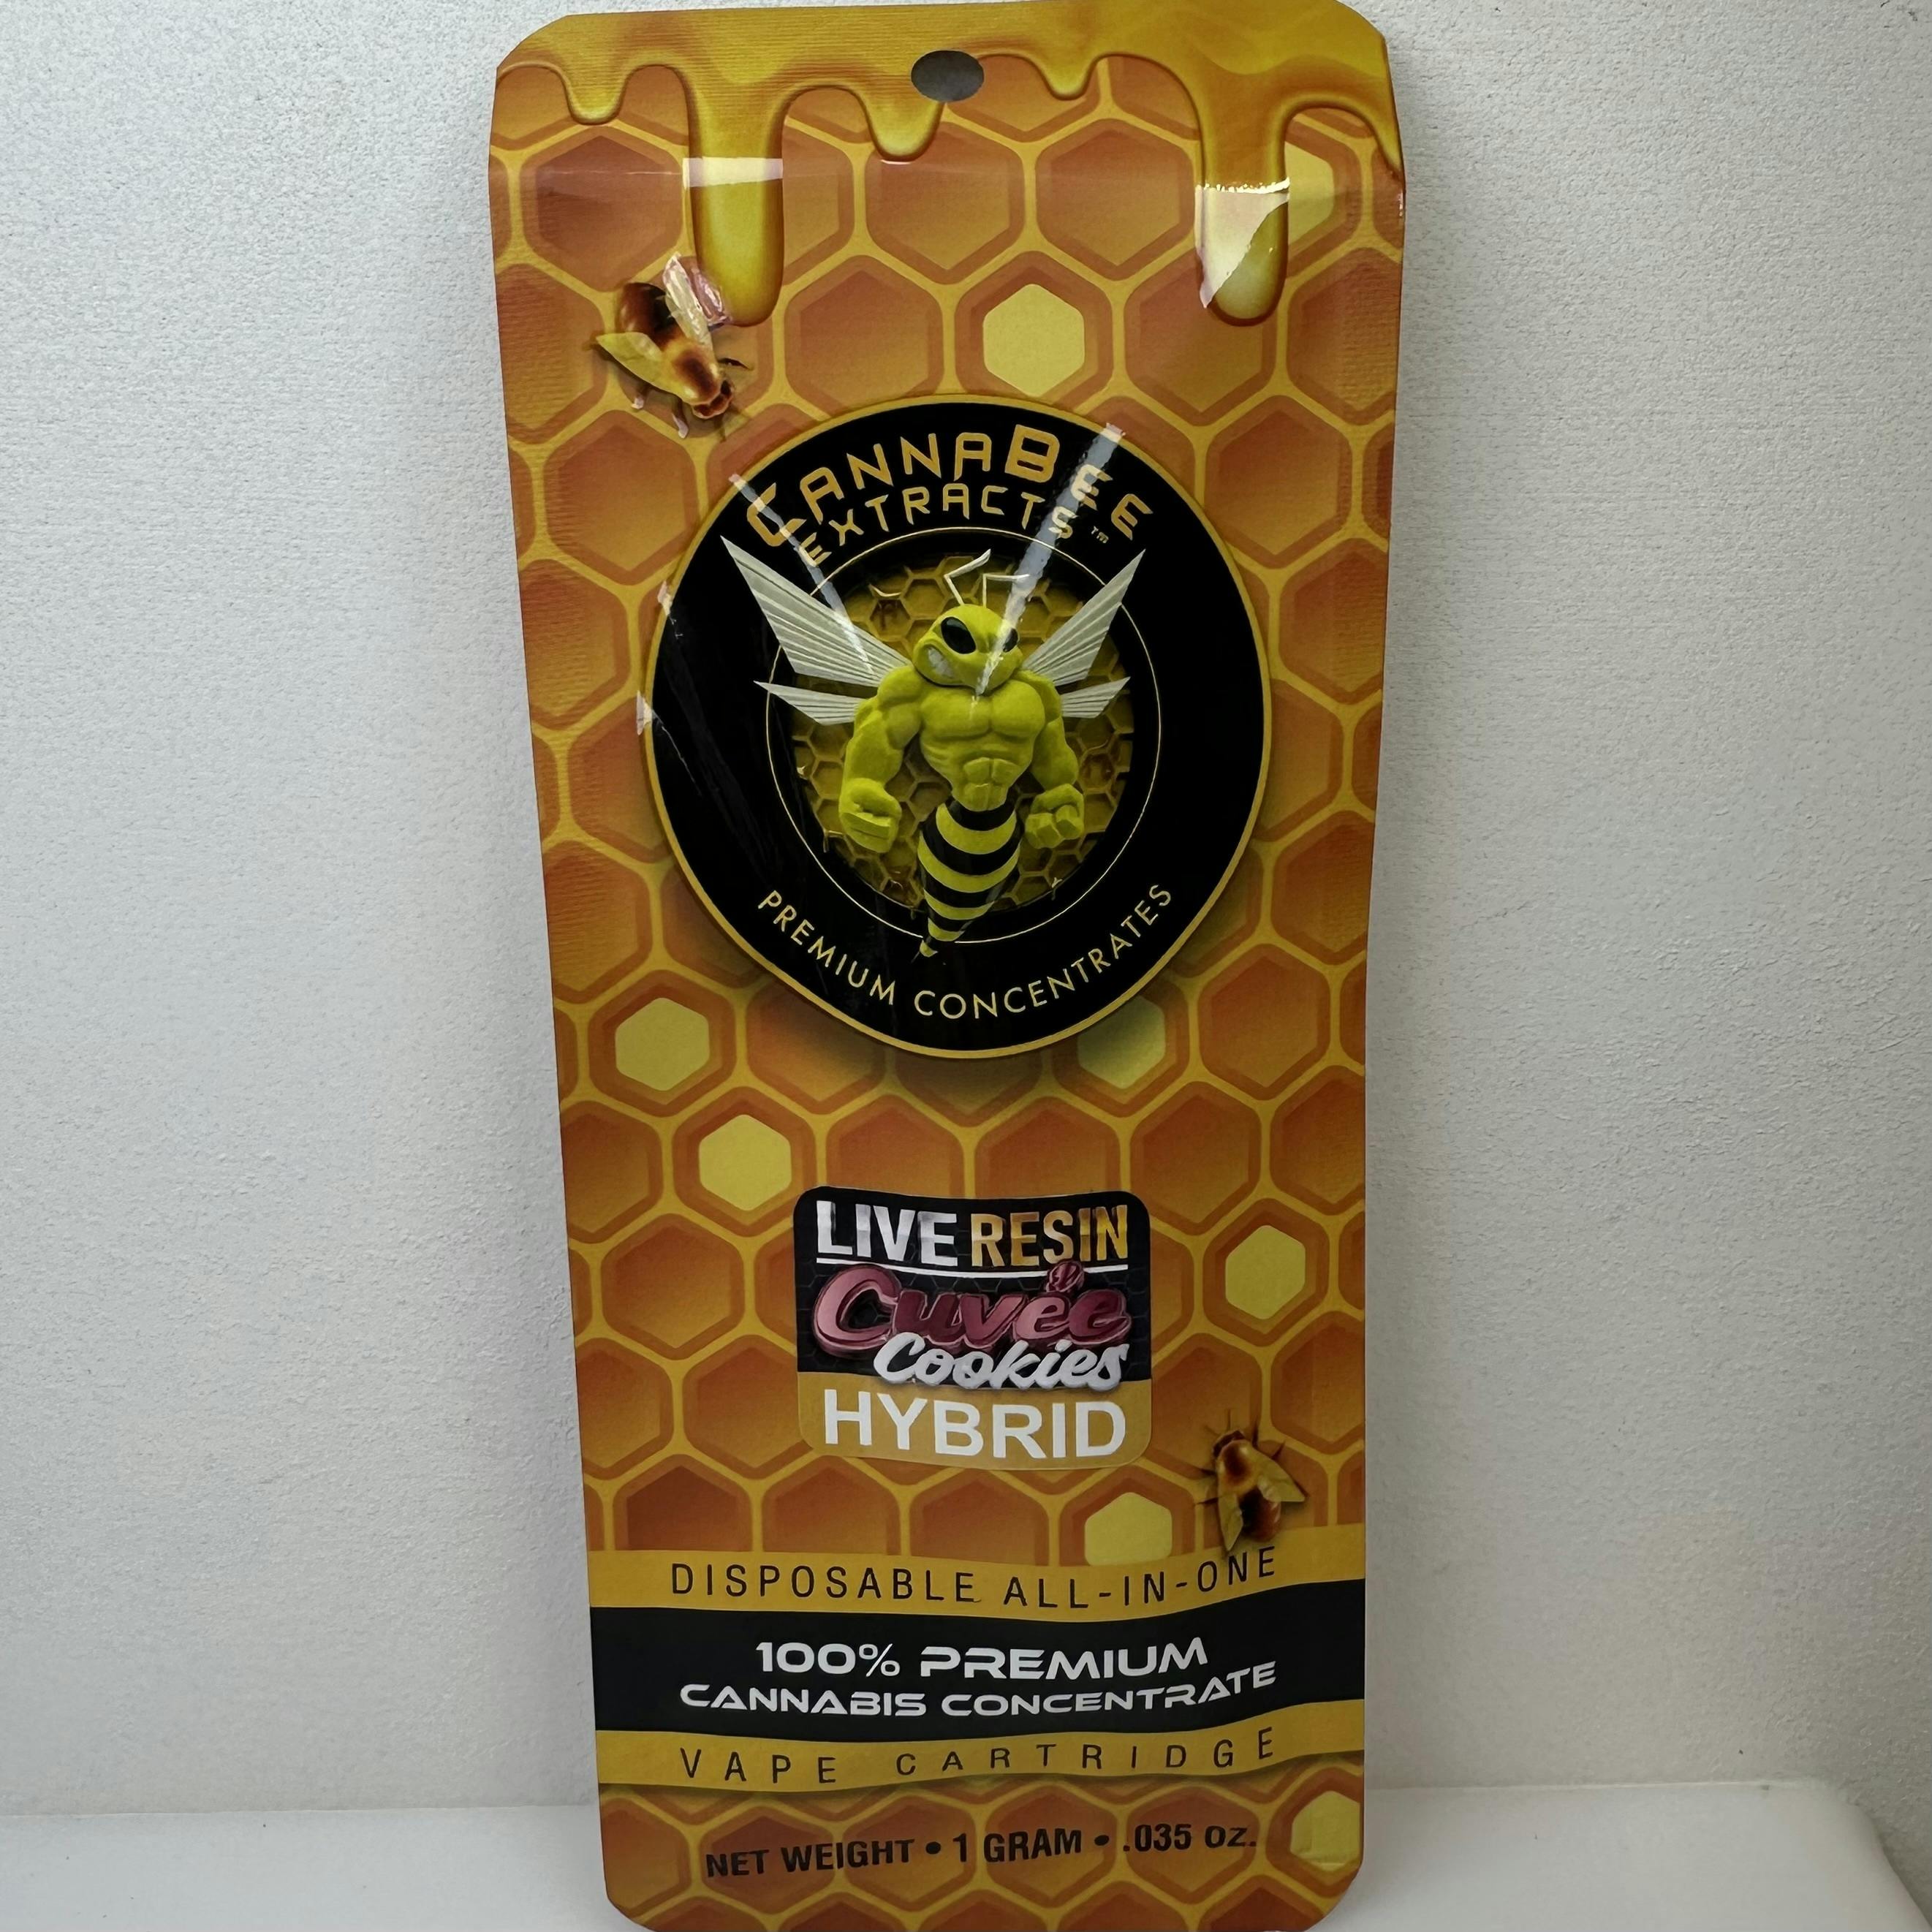 CANNABEE
EXTRACTS™
PREMIUM CONCENTRATES
LIVE RESIN
Cuvée
Cookies
HYBRID
DISPOSABLE ALL-IN-ONE
100% PREMIUM
CANNABIS CONCENTRATE
VAPE CARTRIDGE
NET WEIGHT • 1 GRAM • .035 OZ.